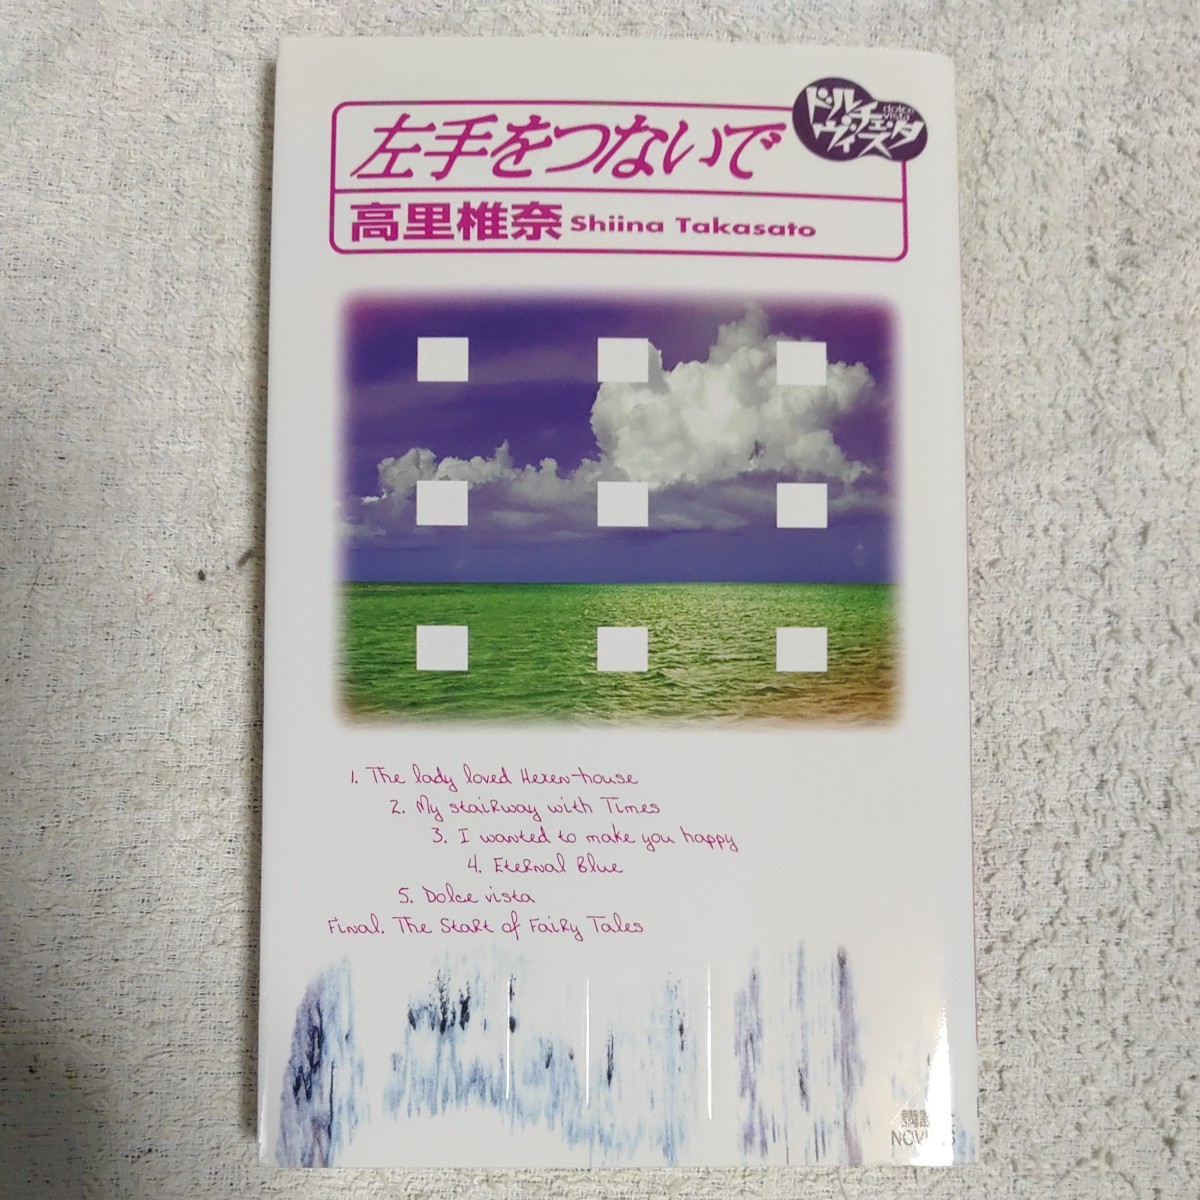 左手をつないで
ドルチェ
dolce
vista
ヴィスタ
高里椎奈 Shiina Takasato
1. The lady loved Hexen-house
2. My stairway with Times
3. I wanted to make you happy
4. Eternal Blue
5. Dolce vista
Final. The Start of Fairy Tales